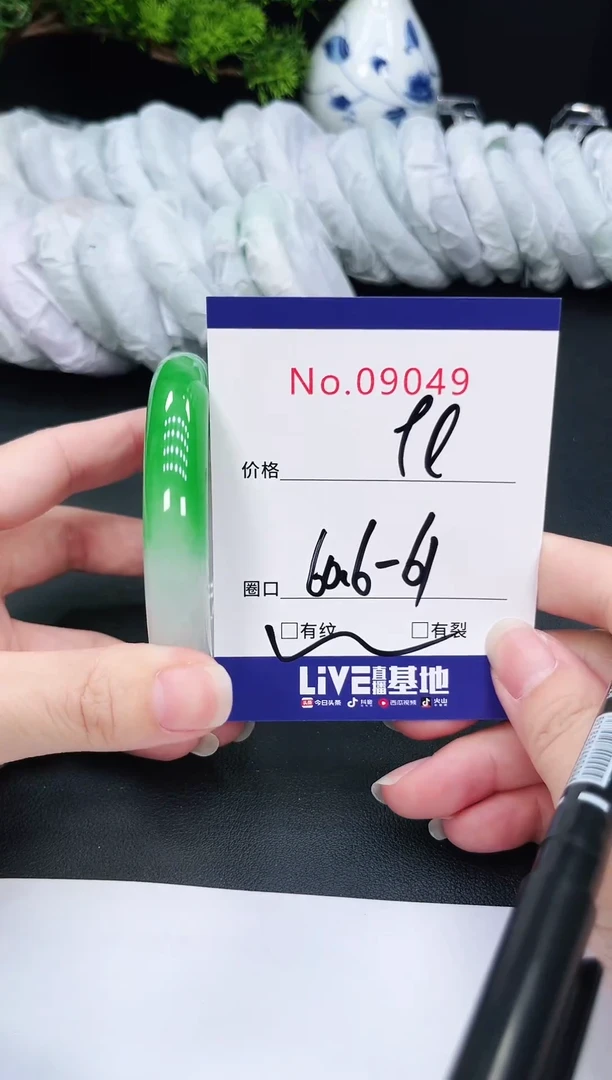 No.09049
价格
圈口 60.6-61
□有纹 □有裂
LiVE直播基地
今日头条 抖音 西瓜视频 火山